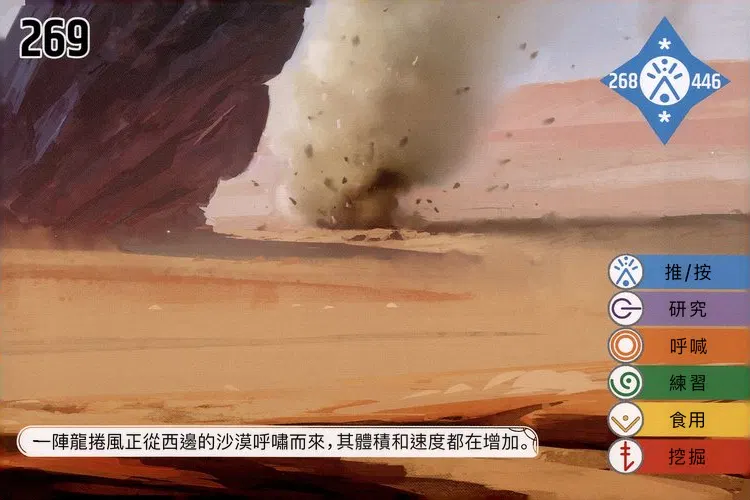 269
*
268 446
*
推/按
研究
呼喊
練習
食用
挖掘
一陣龍捲風正從西邊的沙漠呼嘯而來,其體積和速度都在增加。